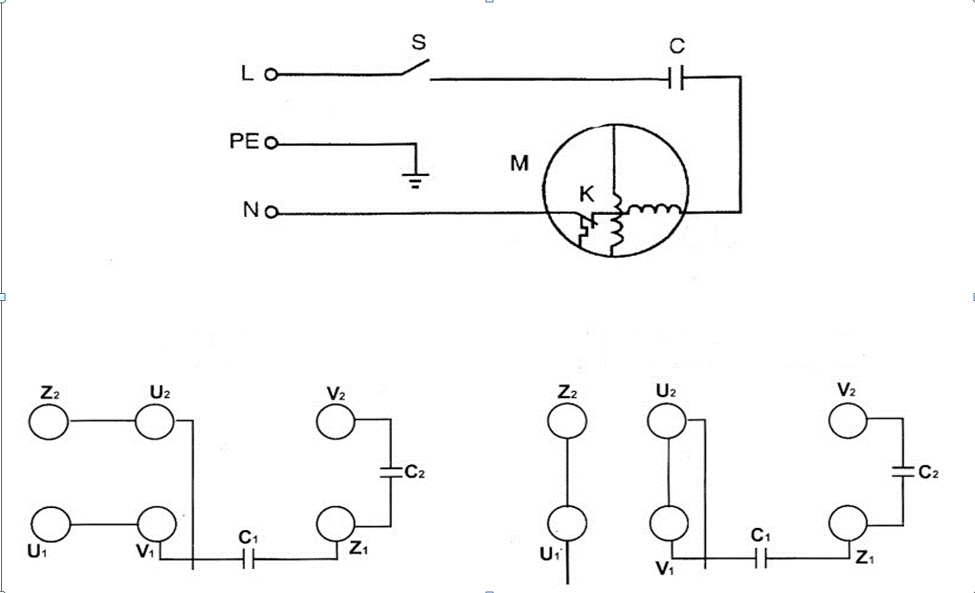 S
C
L
PE
M
K
N
Z₂ U₂ V₂ Z₂ U₂ V₂
C₂ C₂
U₁ V₁ C₁ Z₁ U₁ V₁ C₁ Z₁